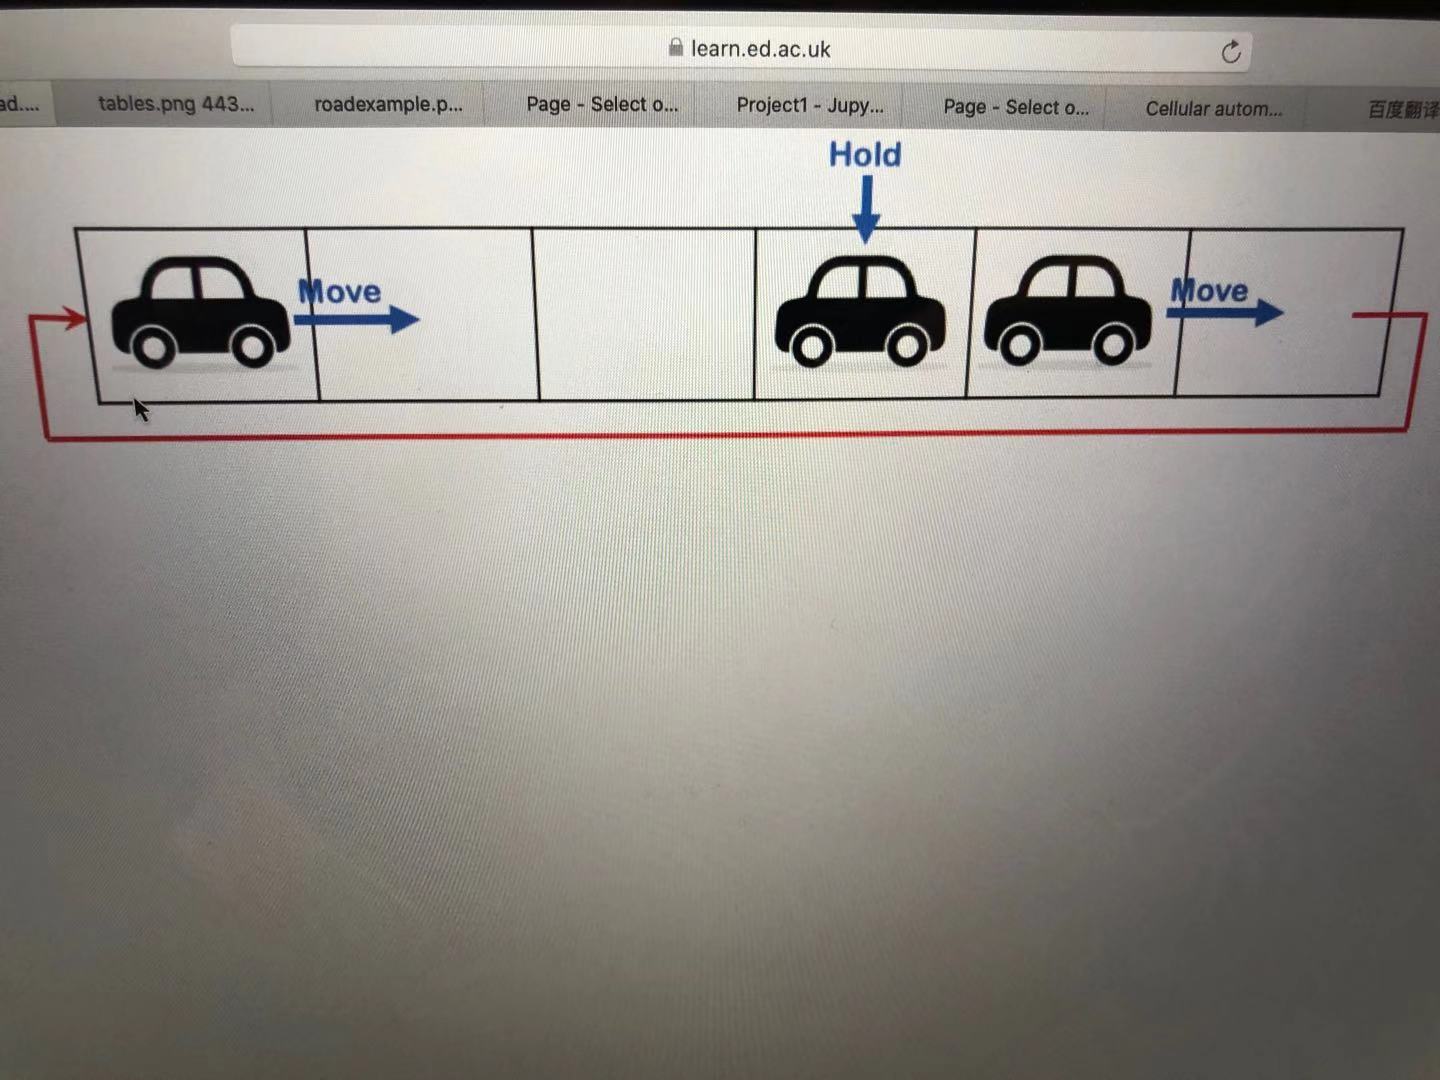 learn.ed.ac.uk
ad.... tables.png 443... roadexample.p... Page - Select o... Project1 - Jupy... Page - Select o... Cellular autom... 百度翻译
Hold
Move
Move